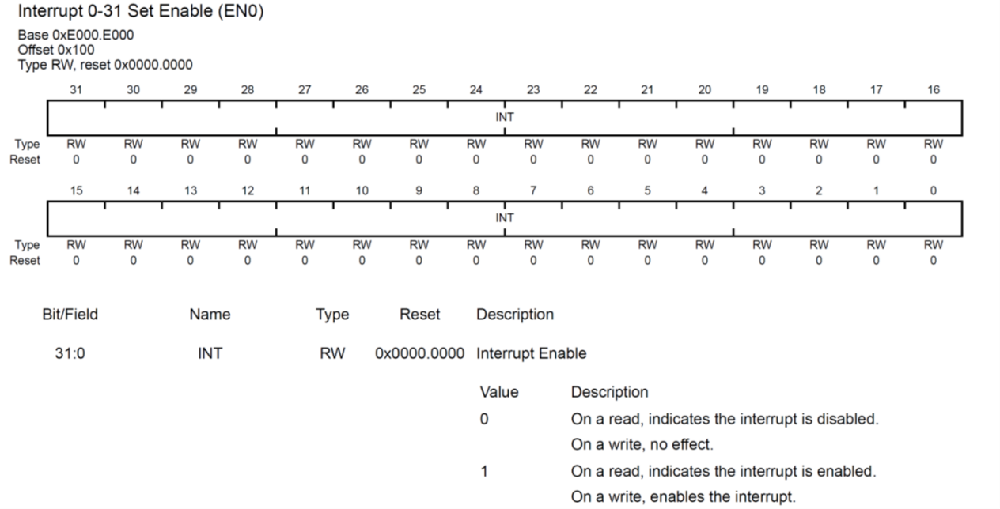 Interrupt 0-31 Set Enable (EN0)
Base 0xE000.E000
Offset 0x100
Type RW, reset 0x0000.0000
31 30 29 28 27 26 25 24 23 22 21 20 19 18 17 16
INT
Type RW RW RW RW RW RW RW RW RW RW RW RW RW RW RW RW
Reset 0 0 0 0 0 0 0 0 0 0 0 0 0 0 0 0
15 14 13 12 11 10 9 8 7 6 5 4 3 2 1 0
INT
Type RW RW RW RW RW RW RW RW RW RW RW RW RW RW RW RW
Reset 0 0 0 0 0 0 0 0 0 0 0 0 0 0 0 0
Bit/Field Name Type Reset Description
31:0 INT RW 0x0000.0000 Interrupt Enable
Value Description
0 On a read, indicates the interrupt is disabled.
On a write, no effect.
1 On a read, indicates the interrupt is enabled.
On a write, enables the interrupt.